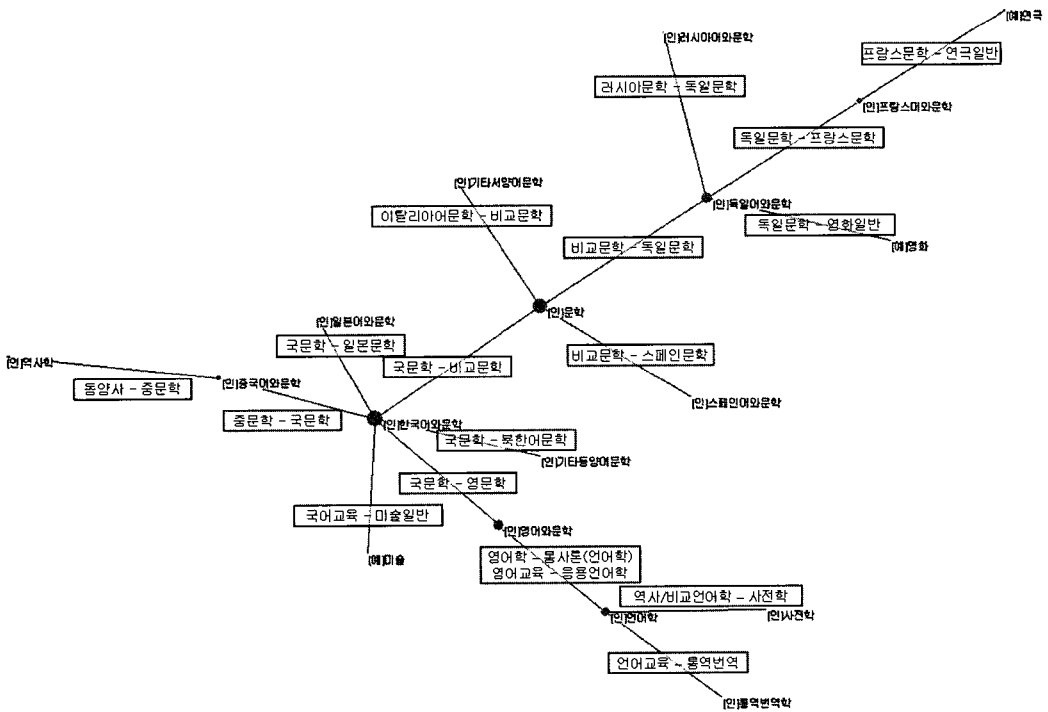 [예]연극
[인]러시아어와문학
프랑스문학 – 연극일반
러시아문학 – 독일문학
[인]프랑스어와문학
독일문학 – 프랑스문학
[인]기타서양어문학
[인]독일어와문학
이탈리아어문학 – 비교문학
독일문학 – 영화일반
비교문학 – 독일문학
[예]영화
[인]문학
[인]일본어와문학
국문학 – 일본문학
비교문학 – 스페인문학
[인]역사학
국문학 – 비교문학
동양사 – 중문학
[인]중국어와문학
[인]스페인어와문학
중문학 – 국문학
[인]한국어와문학
국문학 – 북한어문학
[인]기타동양어문학
국문학 – 영문학
국어교육 – 미술일반
[인]영어와문학
[예]미술
영어학 – 통사론(언어학)
영어교육 – 응용언어학
역사/비교언어학 – 사전학
[인]언어학
[인]사전학
언어교육 – 통역번역
[인]통역번역학